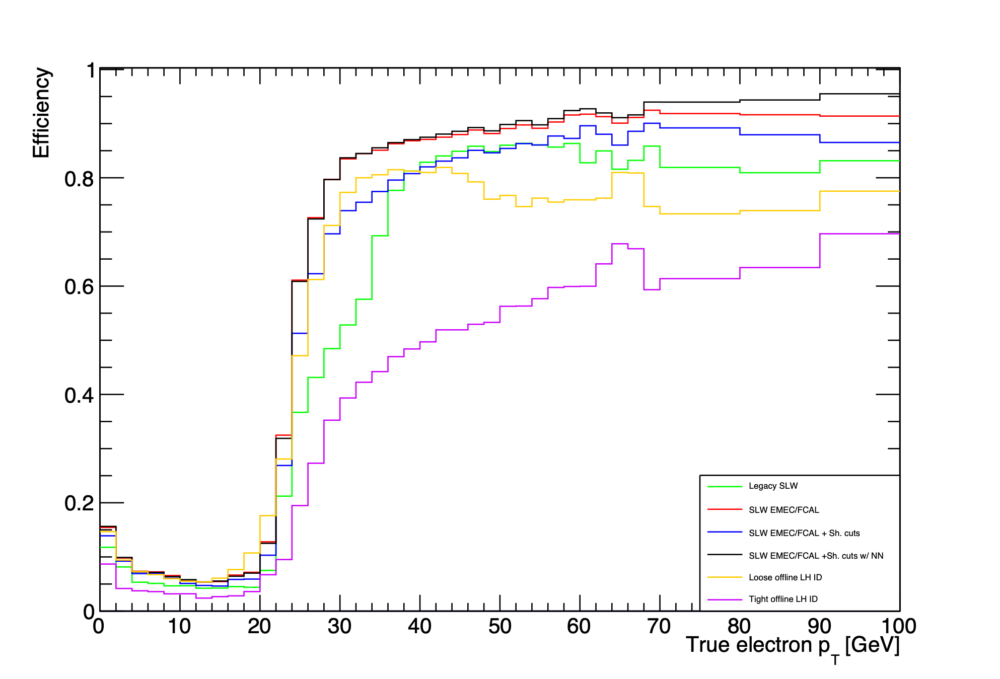 Efficiency
1
0.8
0.6
0.4
0.2
0
0 10 20 30 40 50 60 70 80 90 100
True electron p_T [GeV]
Legacy SLW
SLW EMEC/FCAL
SLW EMEC/FCAL + Sh. cuts
SLW EMEC/FCAL +Sh. cuts w/ NN
Loose offline LH ID
Tight offline LH ID